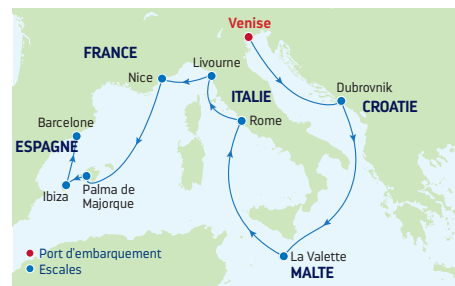 Venise
FRANCE
Livourne
Nice
Dubrovnik
ITALIE
CROATIE
Barcelone
Rome
ESPAGNE
Ibiza
Palma de
Majorque
La Valette
MALTE
Port d'embarquement
Escales